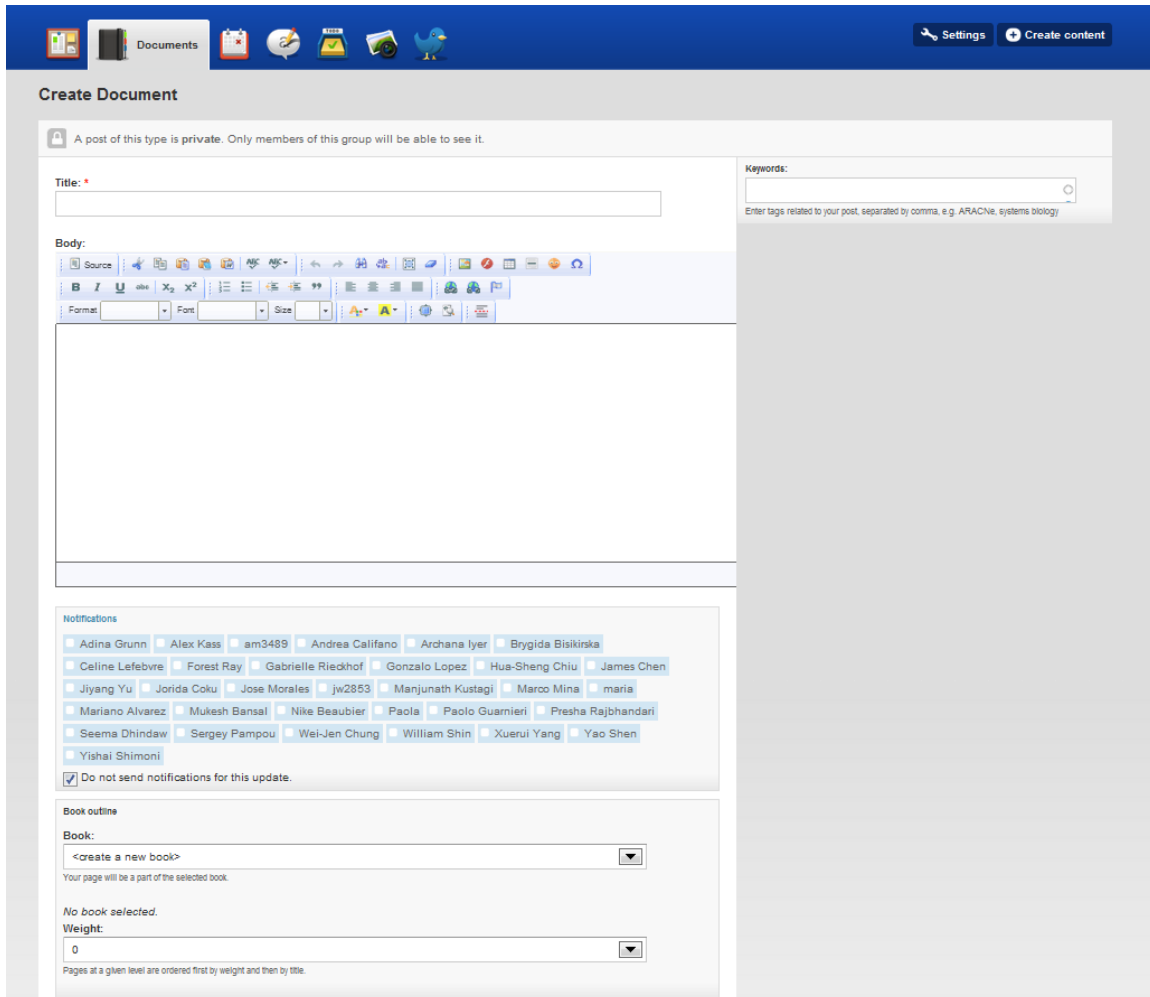 Documents
Settings
Create content
Create Document
A post of this type is private. Only members of this group will be able to see it.
Keywords:
Enter tags related to your post, separated by comma, e.g. ARACNe, systems biology
Title: *
Body:
Source
B I U abc X2 X²
Format Font Size
Notifications
Adina Grunn Alex Kass am3489 Andrea Califano Archana Iyer Brygida Bisikirska
Celine Lefebvre Forest Ray Gabrielle Rieckhof Gonzalo Lopez Hua-Sheng Chiu James Chen
Jiyang Yu Jorida Coku Jose Morales jw2853 Manjunath Kustagi Marco Mina maria
Mariano Alvarez Mukesh Bansal Nike Beaubier Paola Paolo Guarnieri Presha Rajbhandari
Seema Dhindaw Sergey Pampou Wei-Jen Chung William Shin Xuerui Yang Yao Shen
Yishai Shimoni
Do not send notifications for this update.
Book outline
Book:
<create a new book>
Your page will be a part of the selected book.
No book selected.
Weight:
0
Pages at a given level are ordered first by weight and then by title.